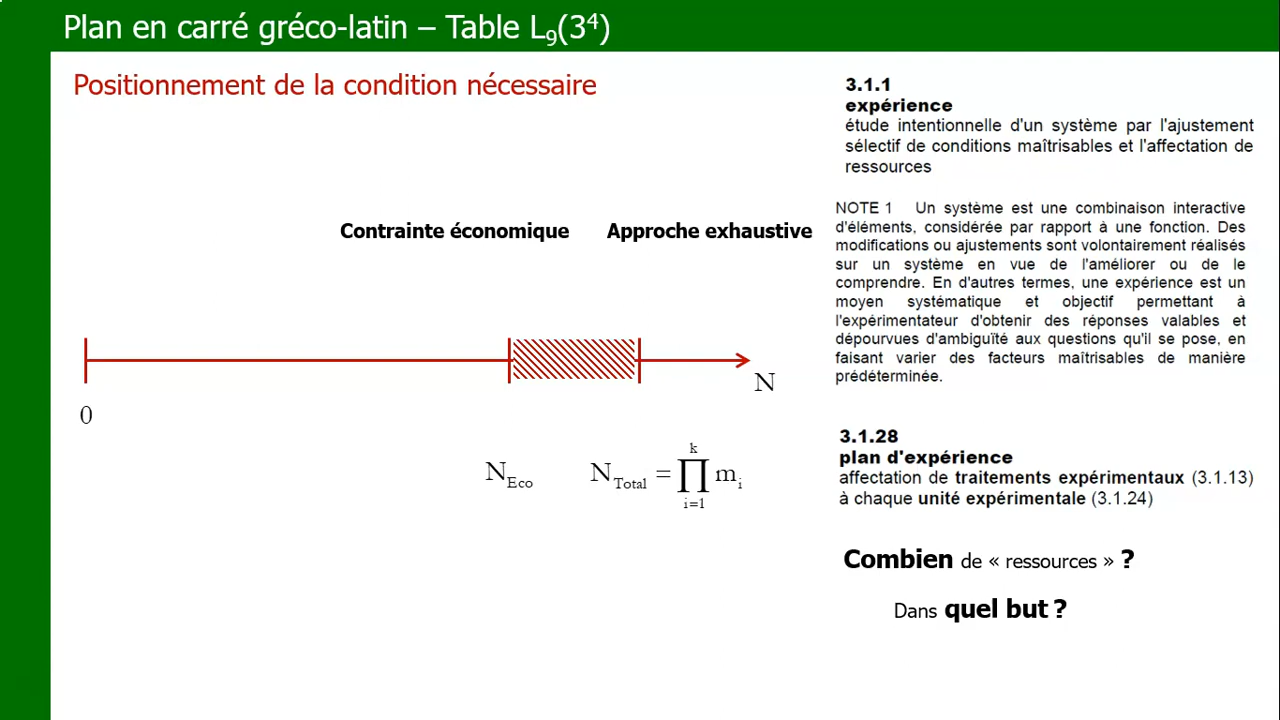 Plan en carré gréco-latin – Table L₉(3⁴)
Positionnement de la condition nécessaire
Contrainte économique
Approche exhaustive
0
N
N_Eco
N_Total = ∏_{i=1}^{k} m_i
3.1.1
expérience
étude intentionnelle d'un système par l'ajustement
sélectif de conditions maîtrisables et l'affectation de
ressources
NOTE 1 Un système est une combinaison interactive
d'éléments, considérée par rapport à une fonction. Des
modifications ou ajustements sont volontairement réalisés
sur un système en vue de l'améliorer ou de le
comprendre. En d'autres termes, une expérience est un
moyen systématique et objectif permettant à
l'expérimentateur d'obtenir des réponses valables et
dépourvues d'ambiguïté aux questions qu'il se pose, en
faisant varier des facteurs maîtrisables de manière
prédéterminée.
3.1.28
plan d'expérience
affectation de traitements expérimentaux (3.1.13)
à chaque unité expérimentale (3.1.24)
Combien de « ressources » ?
Dans quel but ?